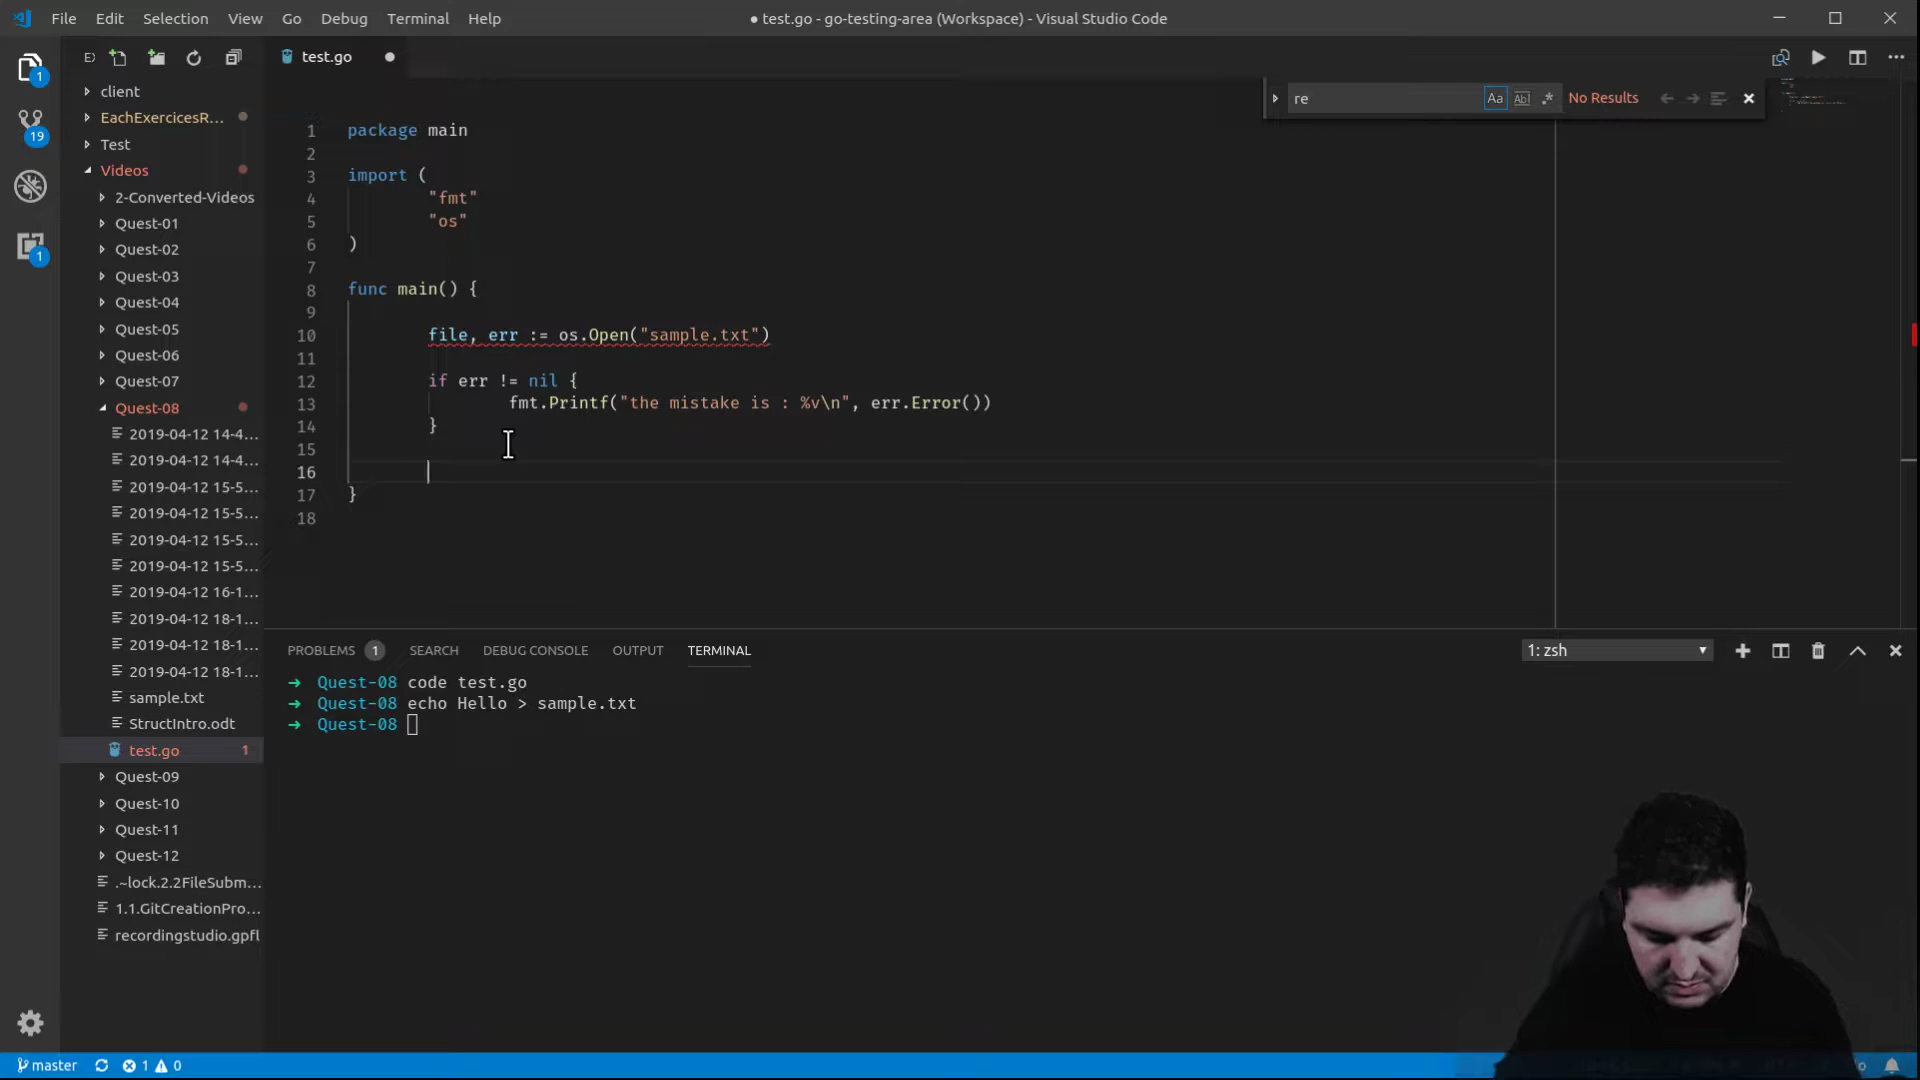 File Edit Selection View Go Debug Terminal Help
● test.go - go-testing-area (Workspace) - Visual Studio Code
test.go
re
Aa
Abl
.*
No Results
1
19
1
client
EachExercicesR...
Test
Videos
2-Converted-Videos
Quest-01
Quest-02
Quest-03
Quest-04
Quest-05
Quest-06
Quest-07
Quest-08
2019-04-12 14-4...
2019-04-12 14-4...
2019-04-12 15-5...
2019-04-12 15-5...
2019-04-12 15-5...
2019-04-12 15-5...
2019-04-12 16-1...
2019-04-12 18-1...
2019-04-12 18-1...
2019-04-12 18-1...
sample.txt
StructIntro.odt
test.go 1
Quest-09
Quest-10
Quest-11
Quest-12
.~lock.2.2FileSubm...
1.1.GitCreationPro...
recordingstudio.gpfl
1 package main
2
3 import (
4 "fmt"
5 "os"
6 )
7
8 func main() {
9
10 file, err := os.Open("sample.txt")
11
12 if err != nil {
13 fmt.Printf("the mistake is : %v\n", err.Error())
14 }
15
16
17 }
18
PROBLEMS 1 SEARCH DEBUG CONSOLE OUTPUT TERMINAL
1: zsh
➜ Quest-08 code test.go
➜ Quest-08 echo Hello > sample.txt
➜ Quest-08
master 1 0